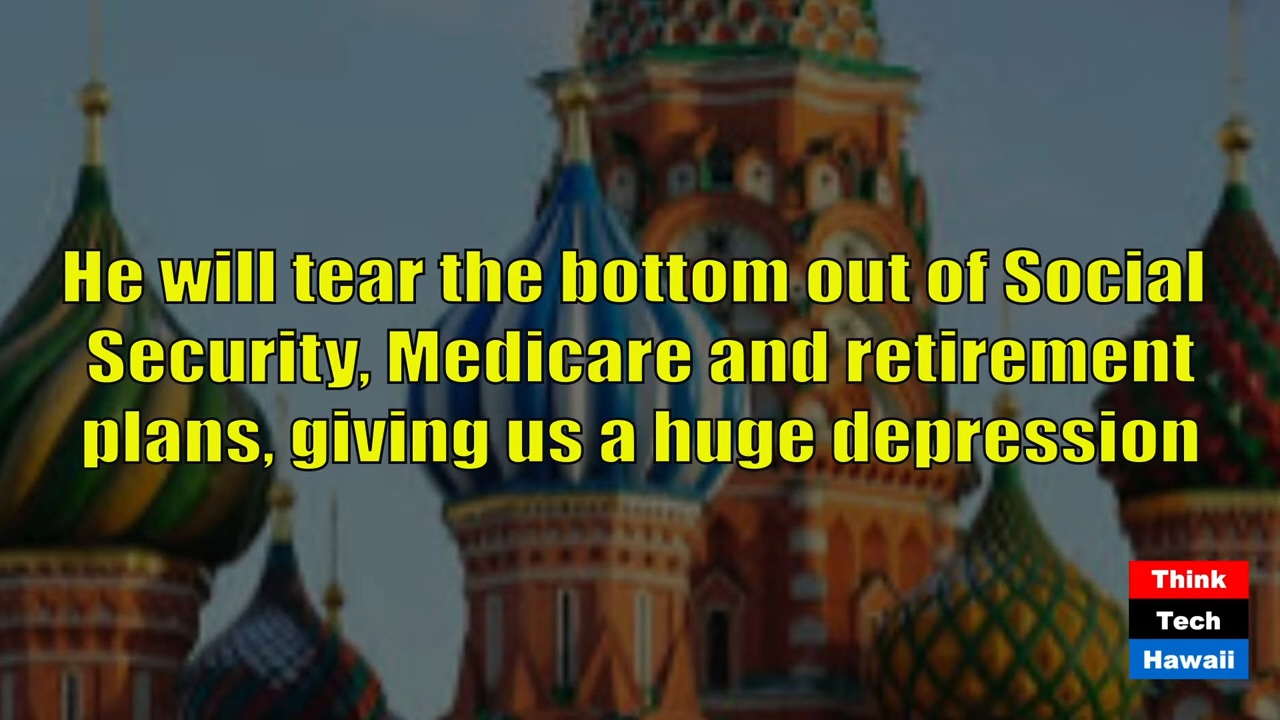 He will tear the bottom out of Social
Security, Medicare and retirement
plans, giving us a huge depression
Think
Tech
Hawaii